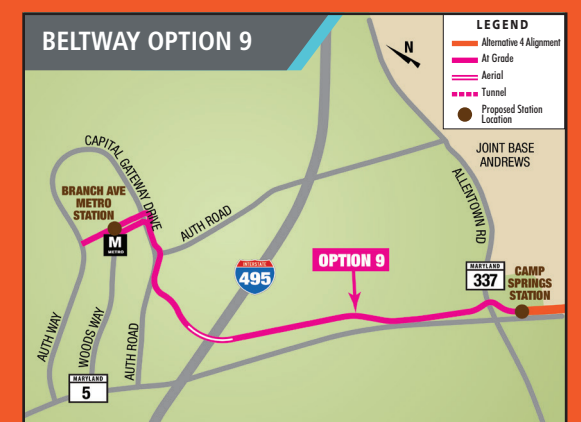 BELTWAY OPTION 9
LEGEND
Alternative 4 Alignment
At Grade
Aerial
Tunnel
Proposed Station
Location
N
JOINT BASE
ANDREWS
CAPITAL GATEWAY DRIVE
BRANCH AVE
METRO
STATION
M
METRO
AUTH ROAD
ALLENTOWN RD
INTERSTATE
495
OPTION 9
MARYLAND
337
CAMP
SPRINGS
STATION
AUTH WAY
WOODS WAY
AUTH ROAD
MARYLAND
5